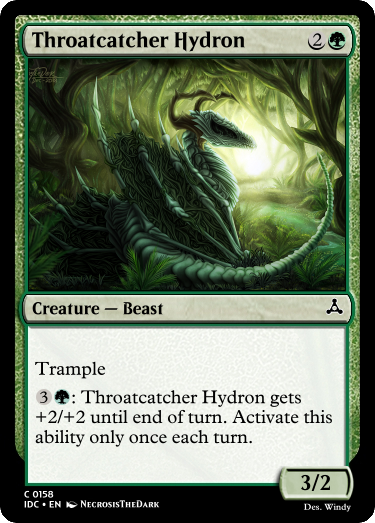 Throatcatcher Hydron 2
Creature — Beast
Trample
3: Throatcatcher Hydron gets
+2/+2 until end of turn. Activate this
ability only once each turn.
3/2
C 0158
IDC • EN NecrosisTheDark
Des. Windy